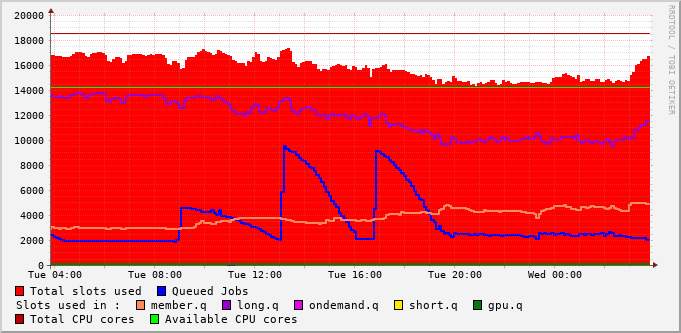 20000
18000
16000
14000
12000
10000
8000
6000
4000
2000
0
Tue 04:00 Tue 08:00 Tue 12:00 Tue 16:00 Tue 20:00 Wed 00:00
RRDTOOL / TOBI OETIKER
Total slots used Queued Jobs
Slots used in : member.q long.q ondemand.q short.q gpu.q
Total CPU cores Available CPU cores